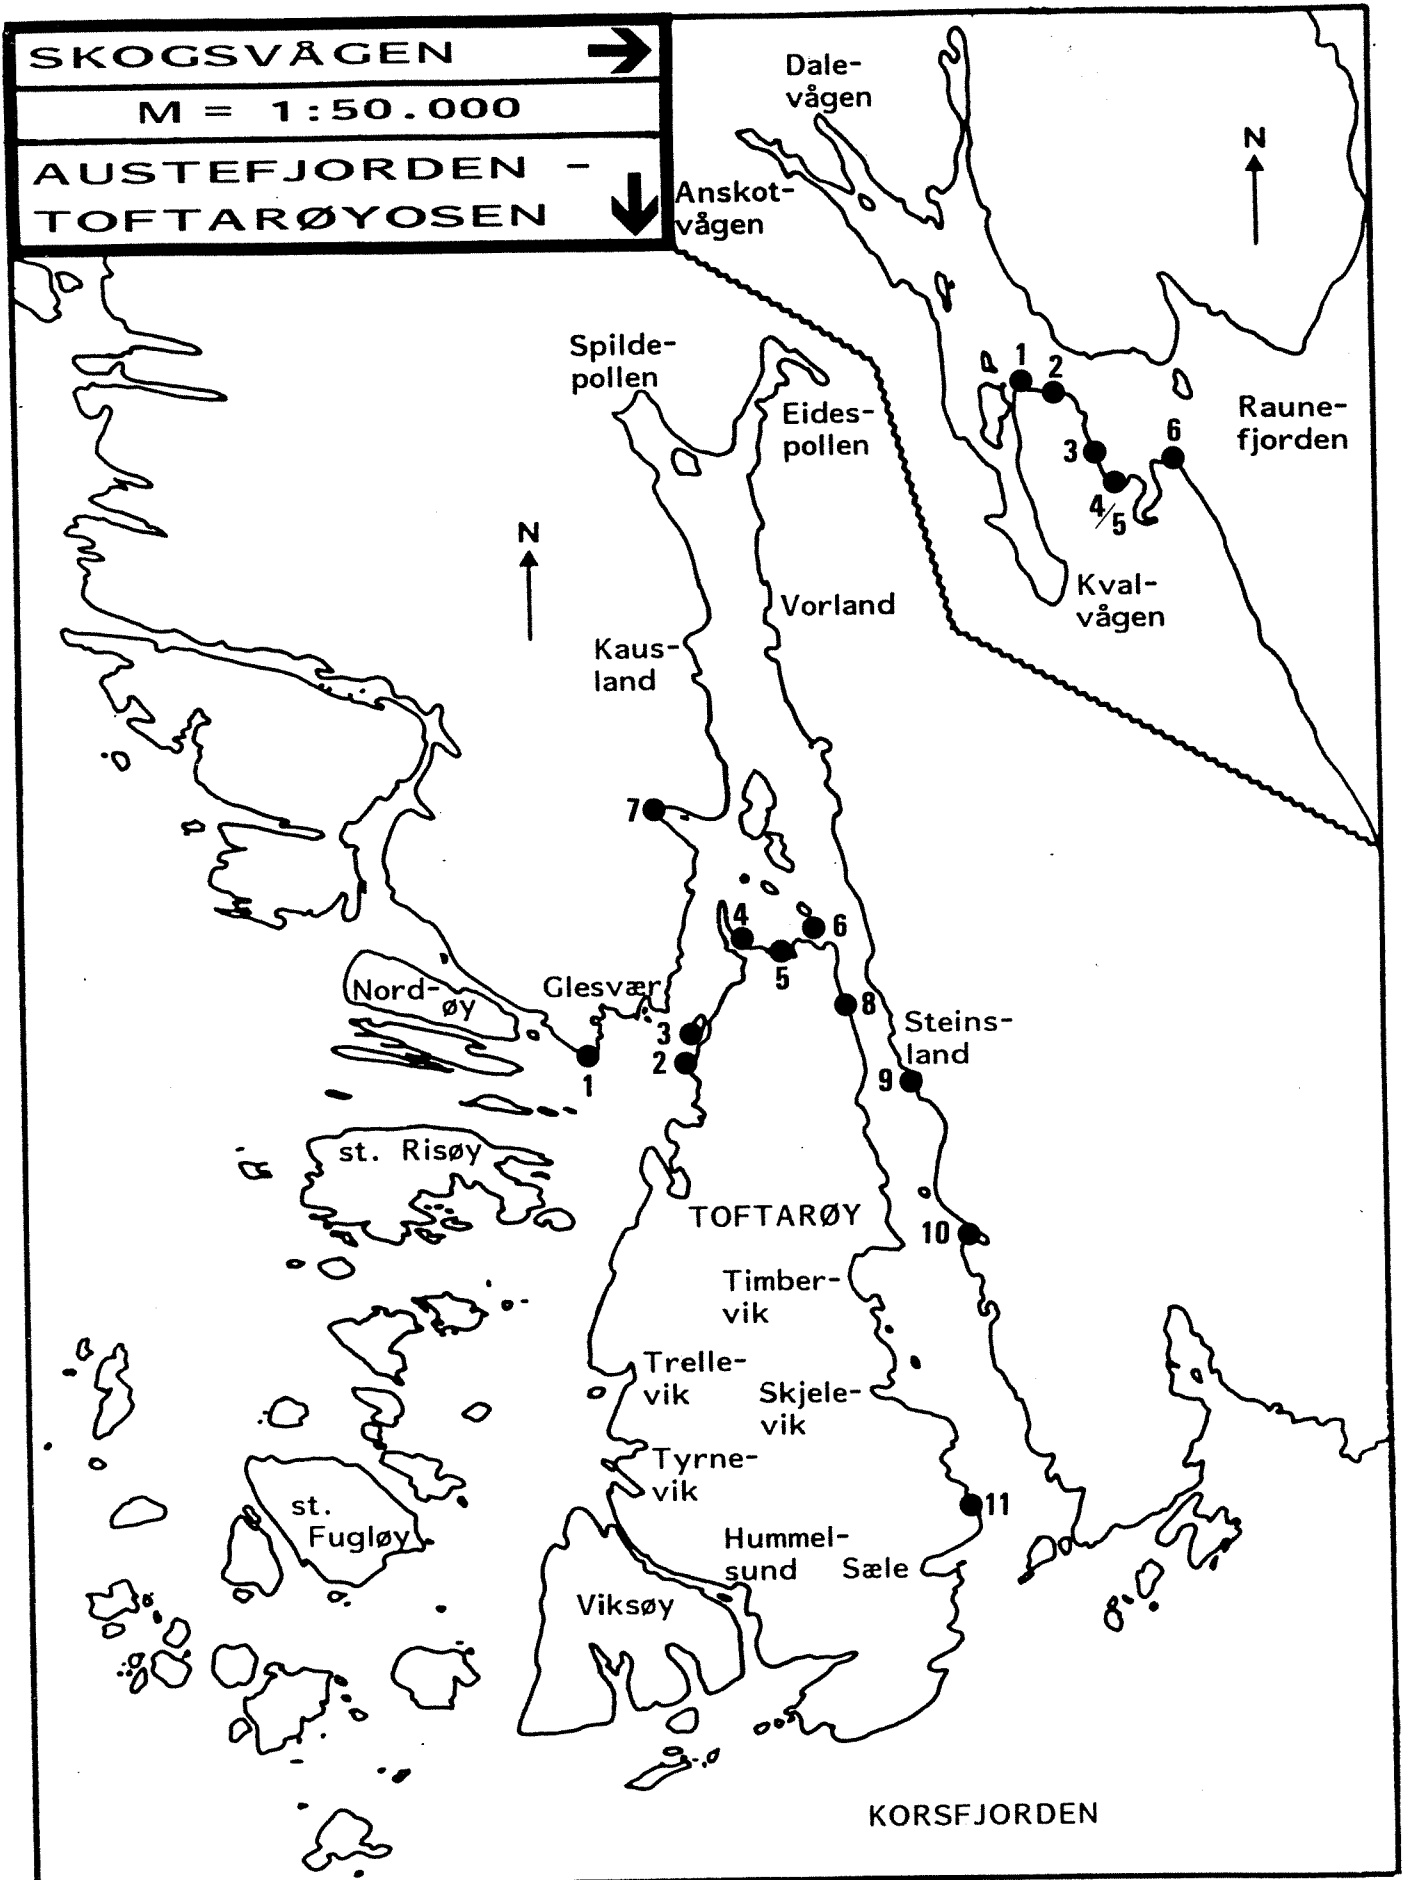 SKOGSVÅGEN
M = 1:50.000
AUSTEFJORDEN -
TOFTARØYOSEN
Dale-
vågen
Anskot-
vågen
N
1
2
3
4/5
6
Raune-
fjorden
Kval-
vågen
Spilde-
pollen
Eides-
pollen
N
Vorland
Kaus-
land
7
4
5
6
8
Nord-
øy
Glesvær
1
3
2
Steins-
land
9
st. Risøy
TOFTARØY
10
Timber-
vik
Trelle-
vik
Skjele-
vik
Tyrne-
vik
11
st.
Fugløy
Hummel-
sund
Sæle
Viksøy
KORSFJORDEN